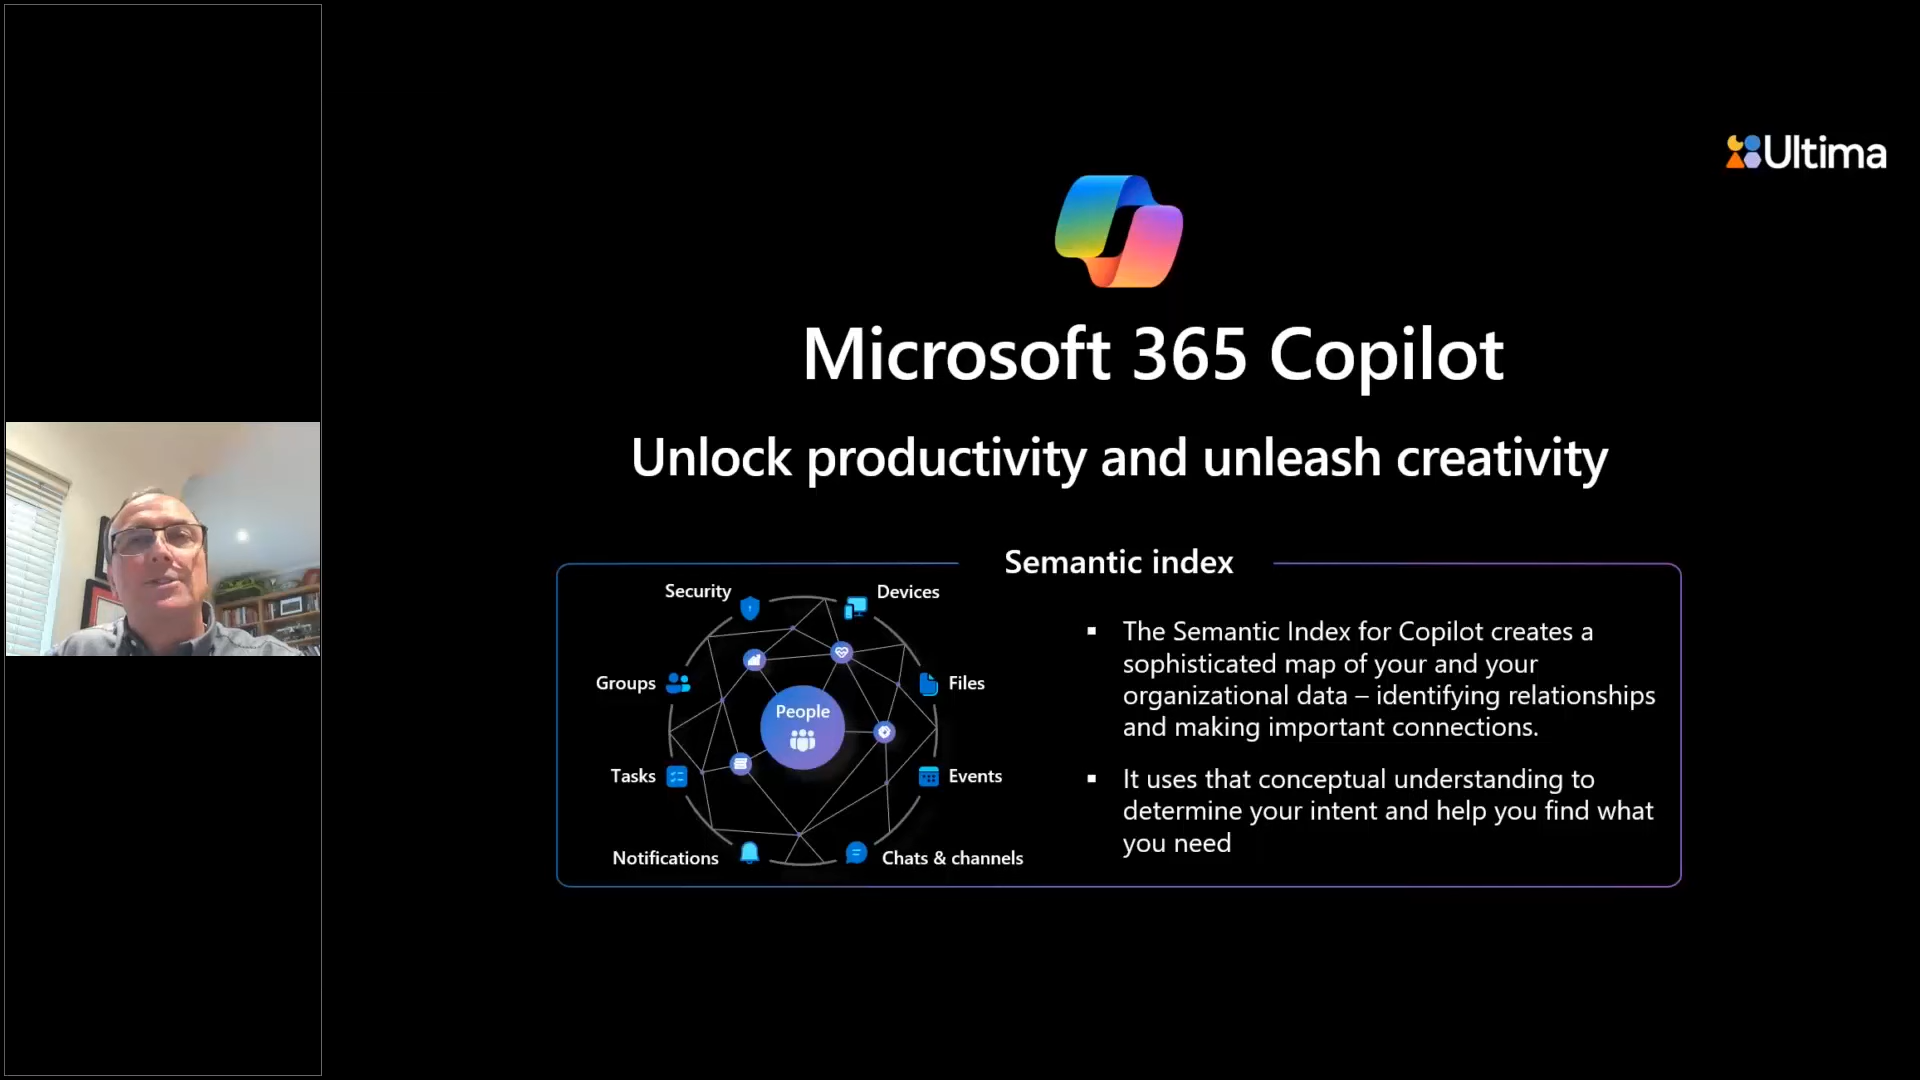 Ultima
Microsoft 365 Copilot
Unlock productivity and unleash creativity
Semantic index
Security
Devices
Groups
Files
People
Tasks
Events
Notifications
Chats & channels
▪ The Semantic Index for Copilot creates a
sophisticated map of your and your
organizational data – identifying relationships
and making important connections.
▪ It uses that conceptual understanding to
determine your intent and help you find what
you need